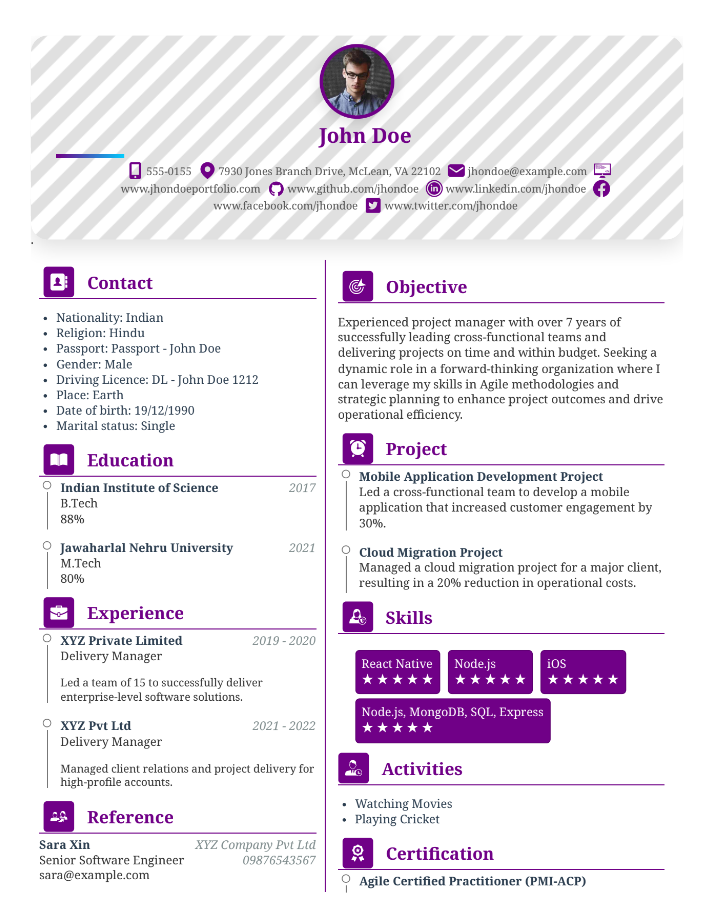 John Doe
555-0155 7930 Jones Branch Drive, McLean, VA 22102 jhondoe@example.com
www.jhondoeportfolio.com www.github.com/jhondoe www.linkedin.com/jhondoe
www.facebook.com/jhondoe www.twitter.com/jhondoe
.
Contact
• Nationality: Indian
• Religion: Hindu
• Passport: Passport - John Doe
• Gender: Male
• Driving Licence: DL - John Doe 1212
• Place: Earth
• Date of birth: 19/12/1990
• Marital status: Single
Education
Indian Institute of Science 2017
B.Tech
88%
Jawaharlal Nehru University 2021
M.Tech
80%
Experience
XYZ Private Limited 2019 - 2020
Delivery Manager
Led a team of 15 to successfully deliver
enterprise-level software solutions.
XYZ Pvt Ltd 2021 - 2022
Delivery Manager
Managed client relations and project delivery for
high-profile accounts.
Reference
Sara Xin XYZ Company Pvt Ltd
Senior Software Engineer 09876543567
sara@example.com
Objective
Experienced project manager with over 7 years of
successfully leading cross-functional teams and
delivering projects on time and within budget. Seeking a
dynamic role in a forward-thinking organization where I
can leverage my skills in Agile methodologies and
strategic planning to enhance project outcomes and drive
operational efficiency.
Project
Mobile Application Development Project
Led a cross-functional team to develop a mobile
application that increased customer engagement by
30%.
Cloud Migration Project
Managed a cloud migration project for a major client,
resulting in a 20% reduction in operational costs.
Skills
React Native Node.js iOS
★★★★★ ★★★★★ ★★★★★
Node.js, MongoDB, SQL, Express
★★★★★
Activities
• Watching Movies
• Playing Cricket
Certification
Agile Certified Practitioner (PMI-ACP)